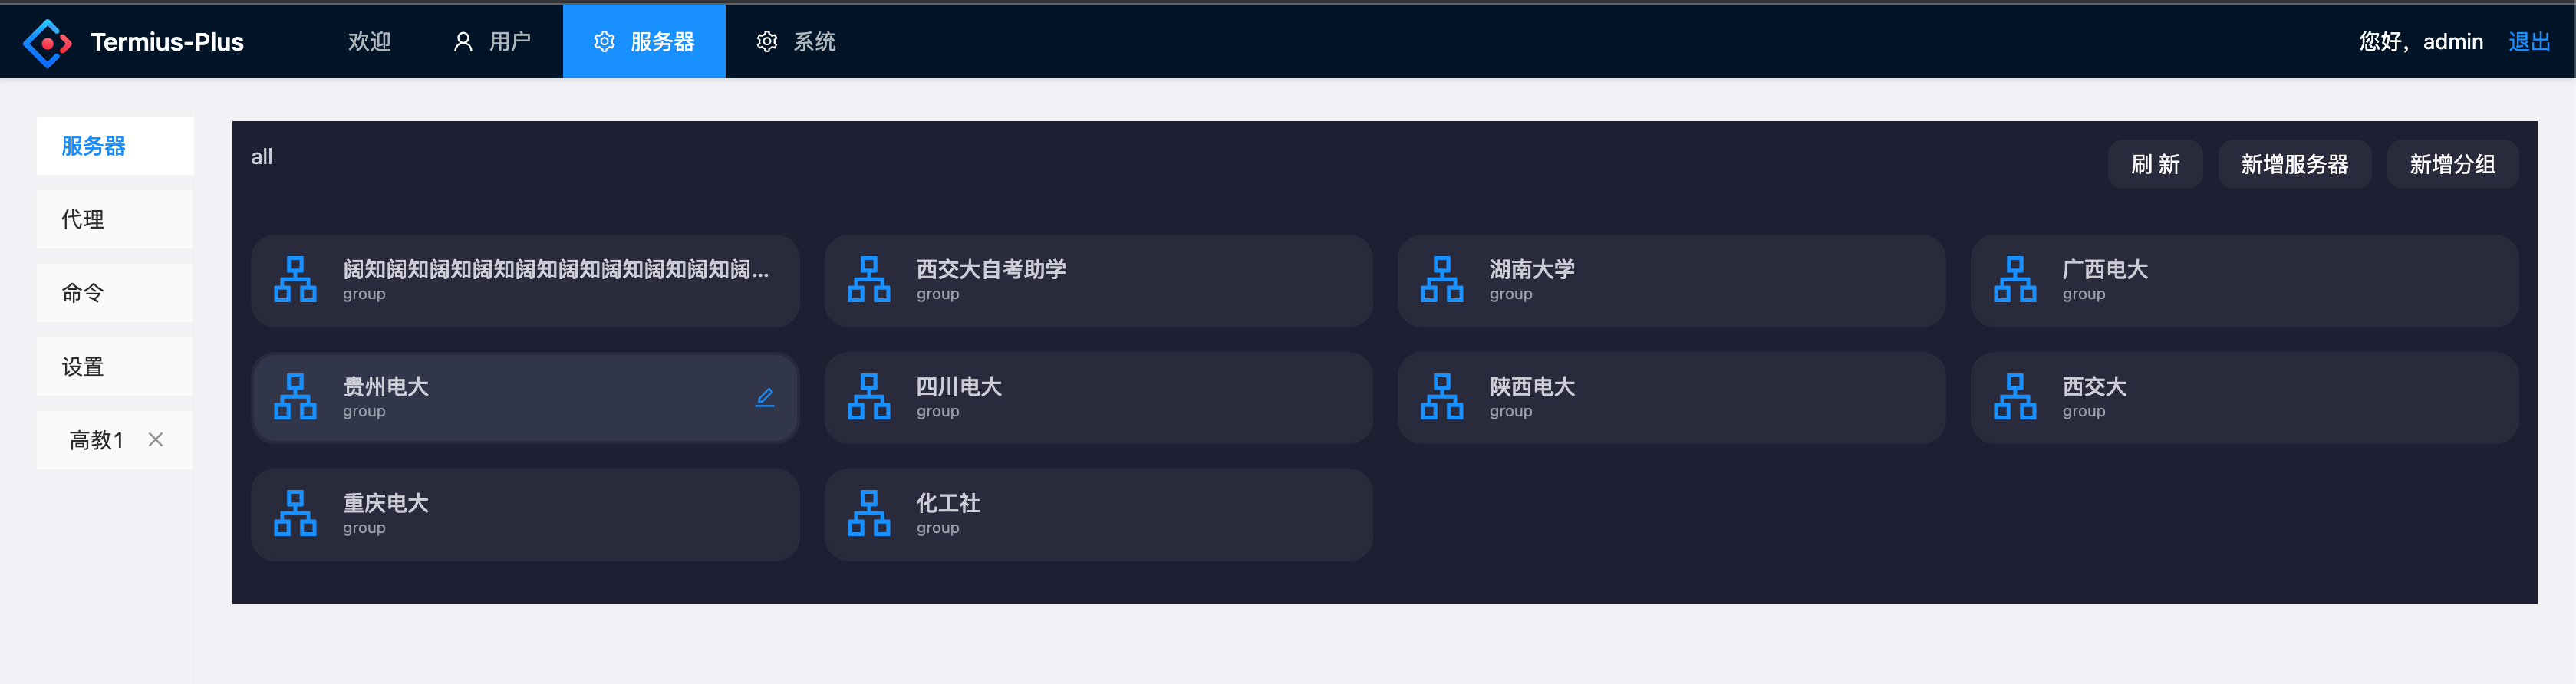 Termius-Plus 欢迎 用户 服务器 系统 您好，admin 退出
服务器
代理
命令
设置
高教1
all
刷 新 新增服务器 新增分组
阔知阔知阔知阔知阔知阔知阔知阔知阔知阔...
group
西交大自考助学
group
湖南大学
group
广西电大
group
贵州电大
group
四川电大
group
陕西电大
group
西交大
group
重庆电大
group
化工社
group